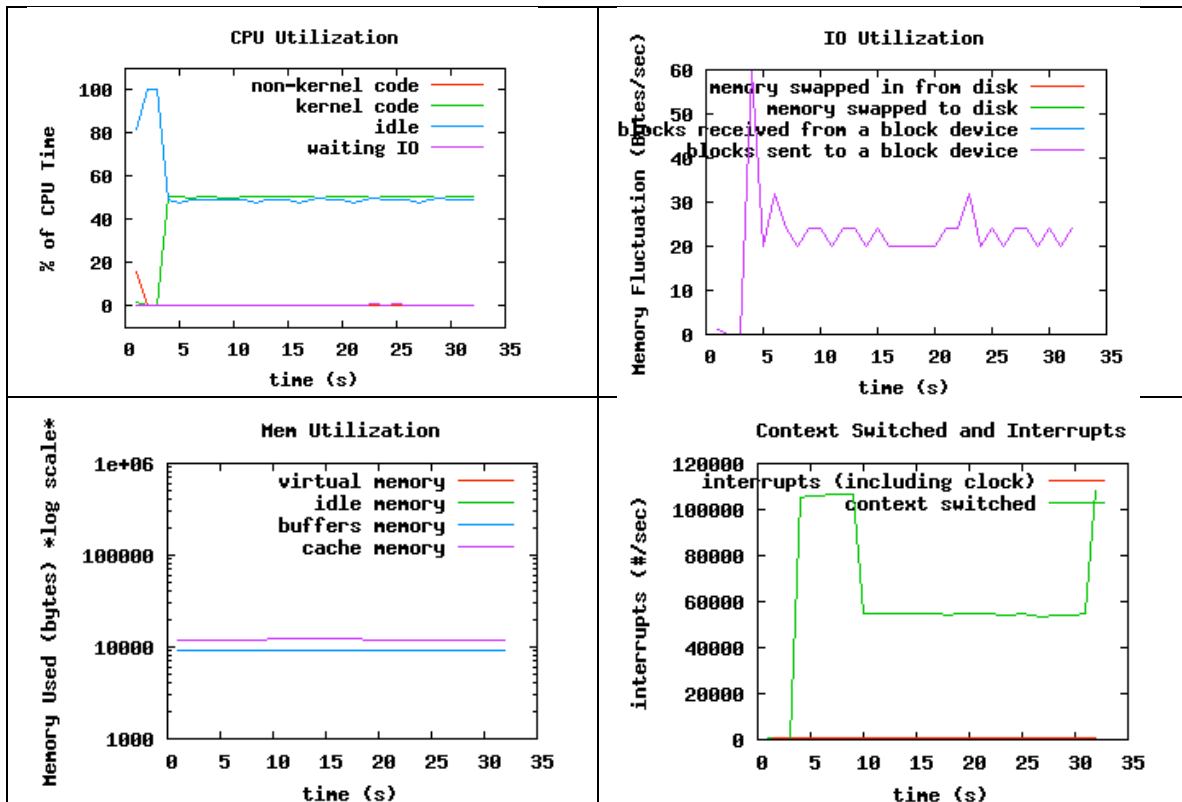 CPU Utilization
% of CPU Time
non-kernel code
kernel code
idle
waiting IO
100
80
60
40
20
0
0 5 10 15 20 25 30 35
time (s)
IO Utilization
Memory Fluctuation (Bytes/sec)
memory swapped in from disk
memory swapped to disk
blocks received from a block device
blocks sent to a block device
60
50
40
30
20
10
0
0 5 10 15 20 25 30 35
time (s)
Mem Utilization
Memory Used (bytes) *log scale*
virtual memory
idle memory
buffers memory
cache memory
1e+06
100000
10000
1000
0 5 10 15 20 25 30 35
time (s)
Context Switched and Interrupts
interrupts (#/sec)
interrupts (including clock)
context switched
120000
100000
80000
60000
40000
20000
0
0 5 10 15 20 25 30 35
time (s)